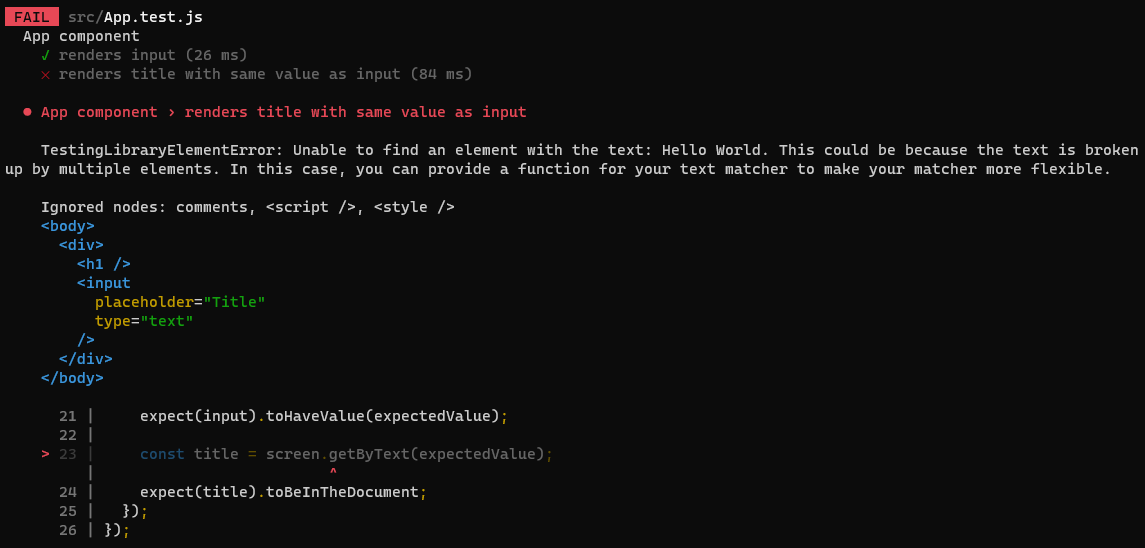 FAIL src/App.test.js
App component
✓ renders input (26 ms)
✕ renders title with same value as input (84 ms)
● App component › renders title with same value as input
TestingLibraryElementError: Unable to find an element with the text: Hello World. This could be because the text is broken
up by multiple elements. In this case, you can provide a function for your text matcher to make your matcher more flexible.
Ignored nodes: comments, <script />, <style />
<body>
<div>
<h1 />
<input
placeholder="Title"
type="text"
/>
</div>
</body>
21 | expect(input).toHaveValue(expectedValue);
22 |
> 23 | const title = screen.getByText(expectedValue);
| ^
24 | expect(title).toBeInTheDocument;
25 | });
26 | });